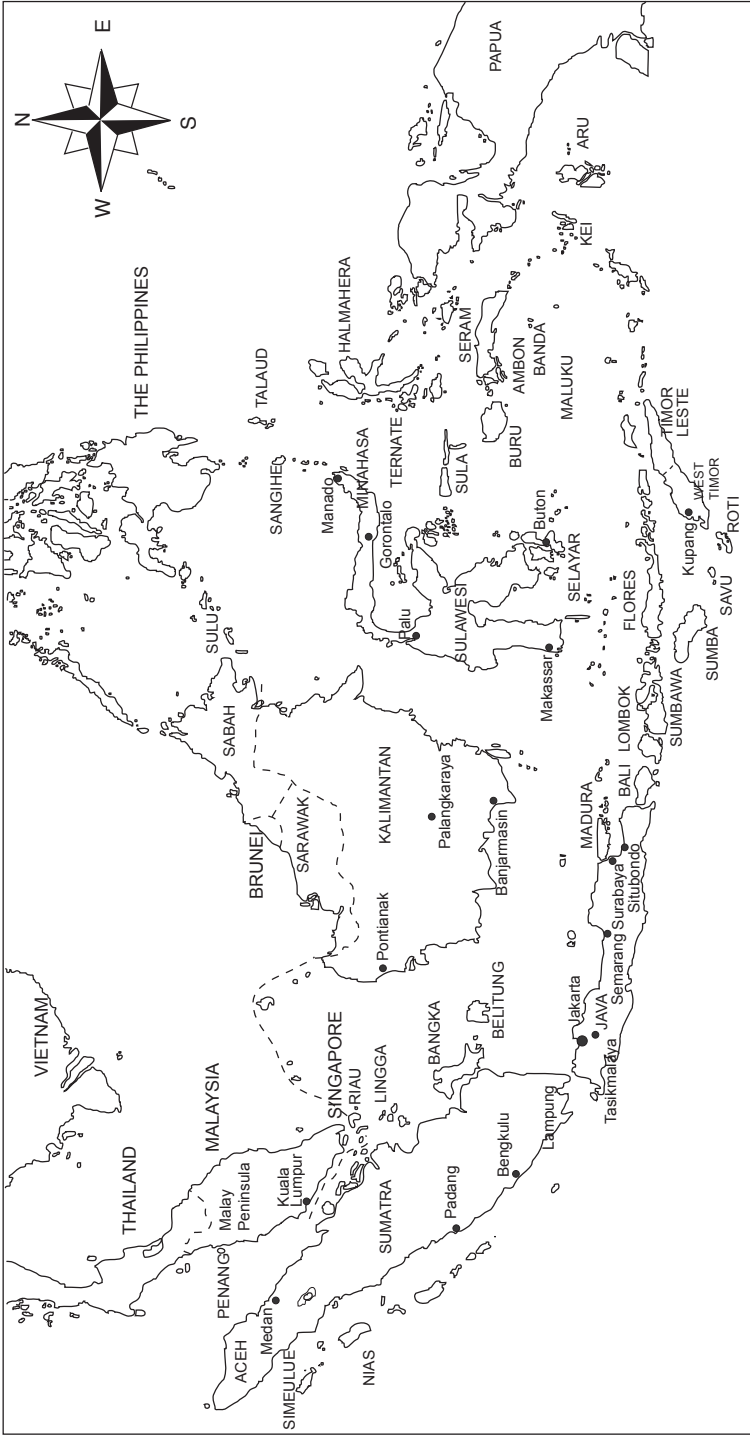 N
E
S
W
THE PHILIPPINES
VIETNAM
THAILAND
MALAYSIA
Malay
Peninsula
Kuala
Lumpur
PENANG
ACEH
Medan
SIMEULUE
NIAS
SUMATRA
SINGAPORE
RIAU
LINGGA
BANGKA
BELITUNG
Padang
Bengkulu
Lampung
BRUNEI
SARAWAK
SABAH
SULU
KALIMANTAN
Pontianak
Palangkaraya
Banjarmasin
TALAUD
SANGIHE
Manado
MINAHASA
Gorontalo
Palu
SULAWESI
Makassar
Buton
SELAYAR
HALMAHERA
TERNATE
SULA
SERAM
BURU
AMBON
BANDA
MALUKU
PAPUA
ARU
KEI
Jakarta
JAVA
Tasikmalaya
Semarang
Surabaya
Situbondo
MADURA
BALI
LOMBOK
SUMBAWA
FLORES
SUMBA
SAVU
ROTI
Kupang
WEST
TIMOR
TIMOR
LESTE